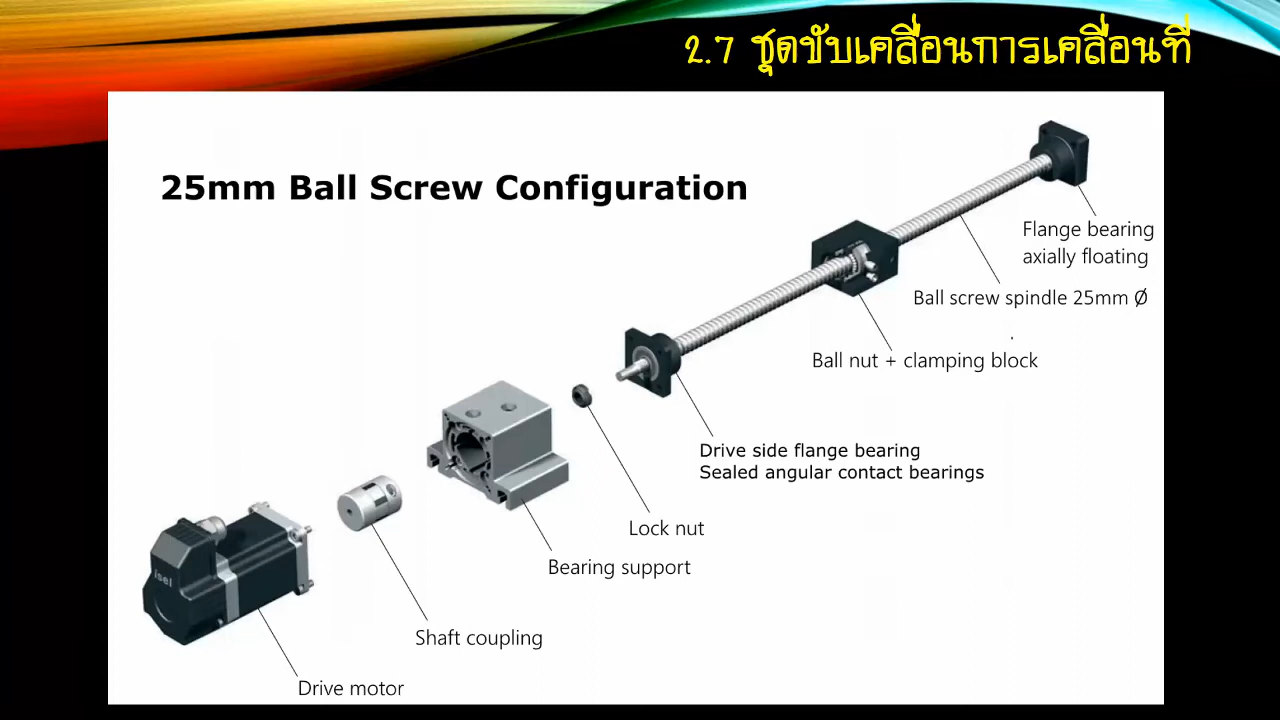 2.7 ชุดขับเคลื่อนการเคลื่อนที่
25mm Ball Screw Configuration
Flange bearing
axially floating
Ball screw spindle 25mm Ø
Ball nut + clamping block
Drive side flange bearing
Sealed angular contact bearings
Lock nut
Bearing support
isel
Shaft coupling
Drive motor